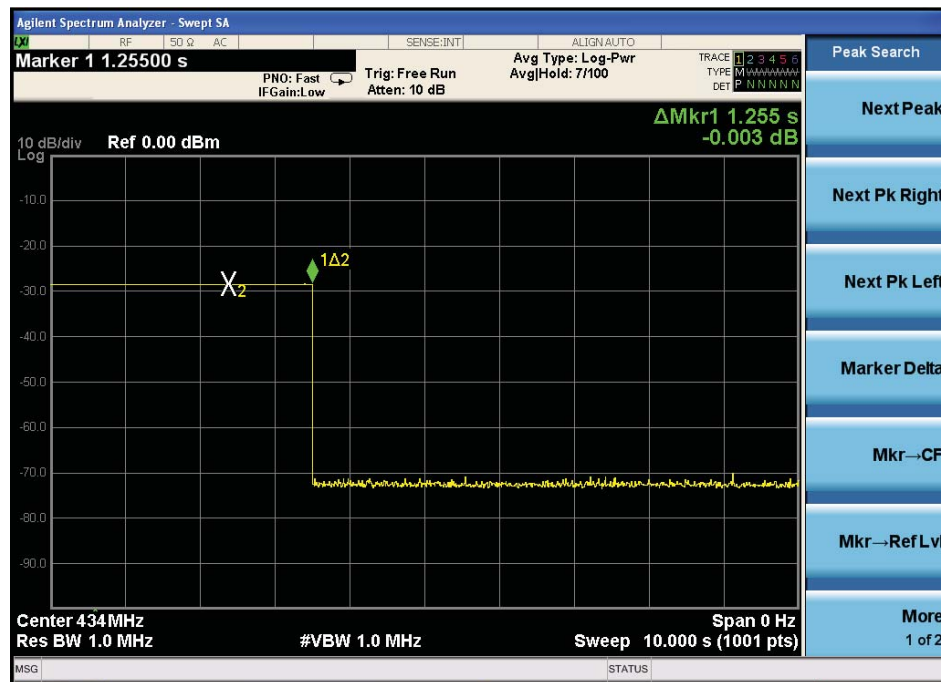 Agilent Spectrum Analyzer - Swept SA
LXI RF 50 Ω AC SENSE:INT ALIGN AUTO
Marker 1 1.25500 s
PNO: Fast
IFGain:Low
Trig: Free Run
Atten: 10 dB
Avg Type: Log-Pwr
Avg|Hold: 7/100
TRACE 1 2 3 4 5 6
TYPE M
DET P N N N N N
ΔMkr1 1.255 s
-0.003 dB
10 dB/div Ref 0.00 dBm
Log
-10.0
-20.0
-30.0
-40.0
-50.0
-60.0
-70.0
-80.0
-90.0
1Δ2
X2
Center 434 MHz Span 0 Hz
Res BW 1.0 MHz #VBW 1.0 MHz Sweep 10.000 s (1001 pts)
MSG STATUS
Peak Search
Next Peak
Next Pk Right
Next Pk Left
Marker Delta
Mkr→CF
Mkr→Ref Lvl
More
1 of 2